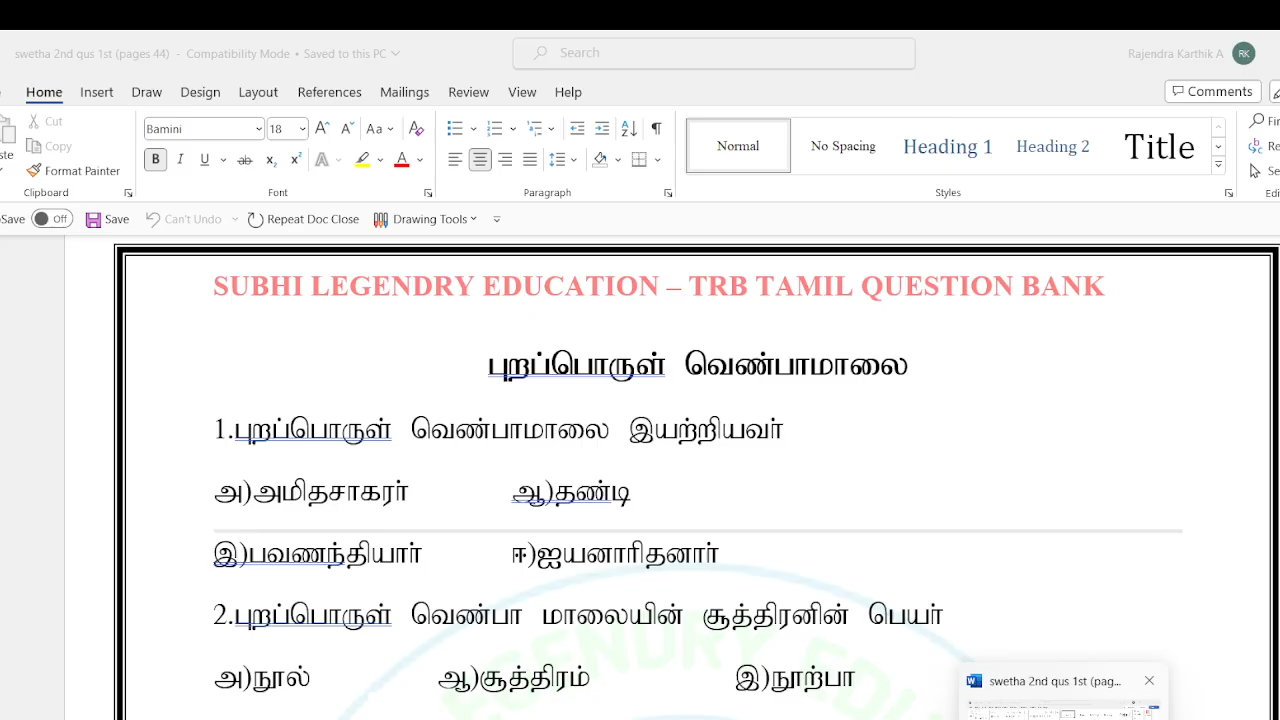 swetha 2nd qus 1st (pages 44) - Compatibility Mode • Saved to this PC
Search
Rajendra Karthik A RK
Home Insert Draw Design Layout References Mailings Review View Help
Comments
Cut
Copy
Format Painter
Clipboard
Bamini 18
Font
Paragraph
Normal No Spacing Heading 1 Heading 2 Title
Styles
Save Off Save Can't Undo Repeat Doc Close Drawing Tools
SUBHI LEGENDRY EDUCATION – TRB TAMIL QUESTION BANK
புறப்பொருள் வெண்பாமாலை
1.புறப்பொருள் வெண்பாமாலை இயற்றியவர்
அ)அமிதசாகரர் ஆ)தண்டி
இ)பவணந்தியார் ஈ)ஐயனாரிதனார்
2.புறப்பொருள் வெண்பா மாலையின் சூத்திரனின் பெயர்
அ)நூல் ஆ)சூத்திரம் இ)நூற்பா
swetha 2nd qus 1st (pag...